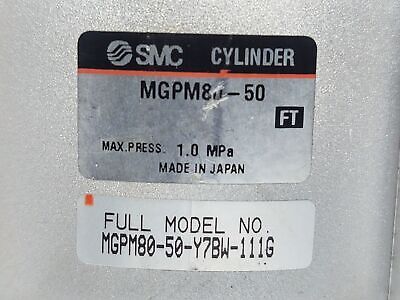 SMC CYLINDER
MGPM80-50
FT
MAX.PRESS. 1.0 MPa
MADE IN JAPAN
FULL MODEL NO.
MGPM80-50-Y7BW-111G